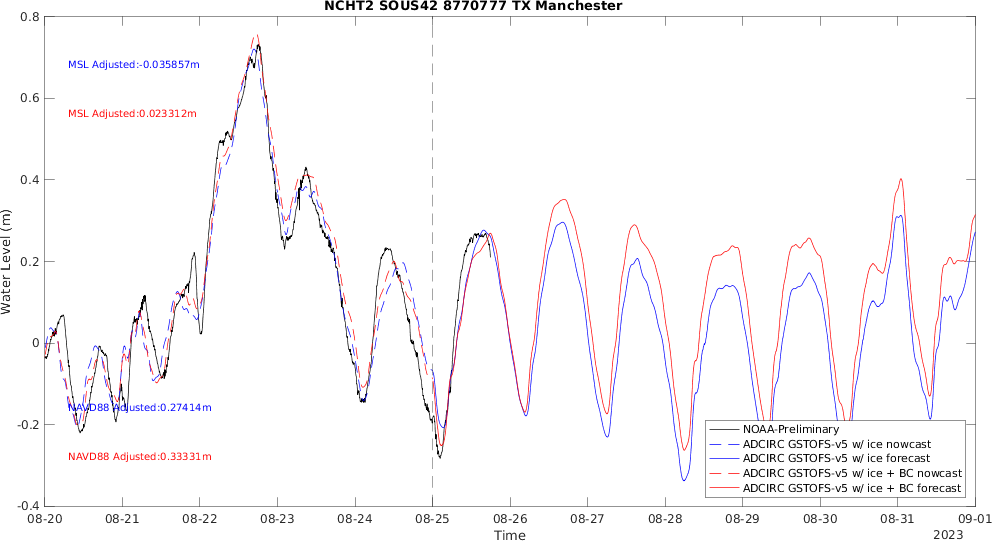 NCHT2 SOUS42 8770777 TX Manchester
0.8
MSL Adjusted:-0.035857m
0.6
MSL Adjusted:0.023312m
0.4
Water Level (m)
0.2
0
NAVD88 Adjusted:0.27414m
-0.2
NOAA-Preliminary
ADCIRC GSTOFS-v5 w/ ice nowcast
ADCIRC GSTOFS-v5 w/ ice forecast
ADCIRC GSTOFS-v5 w/ ice + BC nowcast
ADCIRC GSTOFS-v5 w/ ice + BC forecast
NAVD88 Adjusted:0.33331m
-0.4
08-20 08-21 08-22 08-23 08-24 08-25 08-26 08-27 08-28 08-29 08-30 08-31 09-01
Time
2023